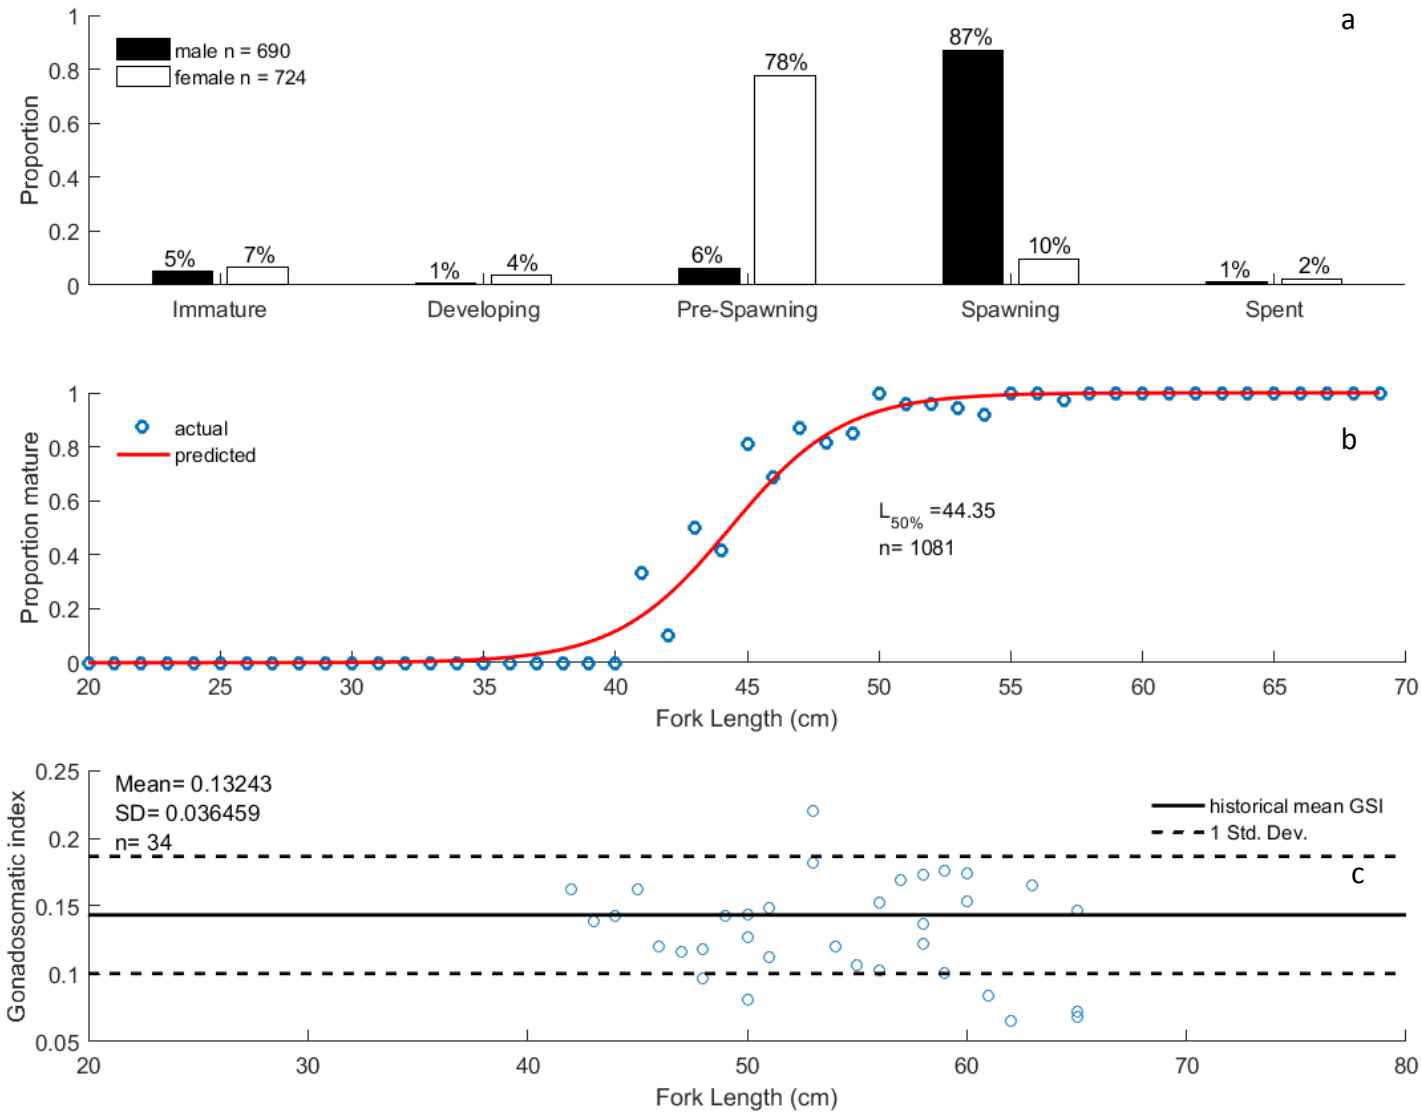 a
1
male n = 690
female n = 724
0.8
0.6
0.4
0.2
0
Proportion
5%
7%
1%
4%
6%
78%
87%
10%
1%
2%
Immature
Developing
Pre-Spawning
Spawning
Spent
b
1
0.8
0.6
0.4
0.2
0
Proportion mature
actual
predicted
L50% =44.35
n= 1081
20 25 30 35 40 45 50 55 60 65 70
Fork Length (cm)
c
0.25
0.2
0.15
0.1
0.05
Gonadosomatic index
Mean= 0.13243
SD= 0.036459
n= 34
historical mean GSI
1 Std. Dev.
20 30 40 50 60 70 80
Fork Length (cm)